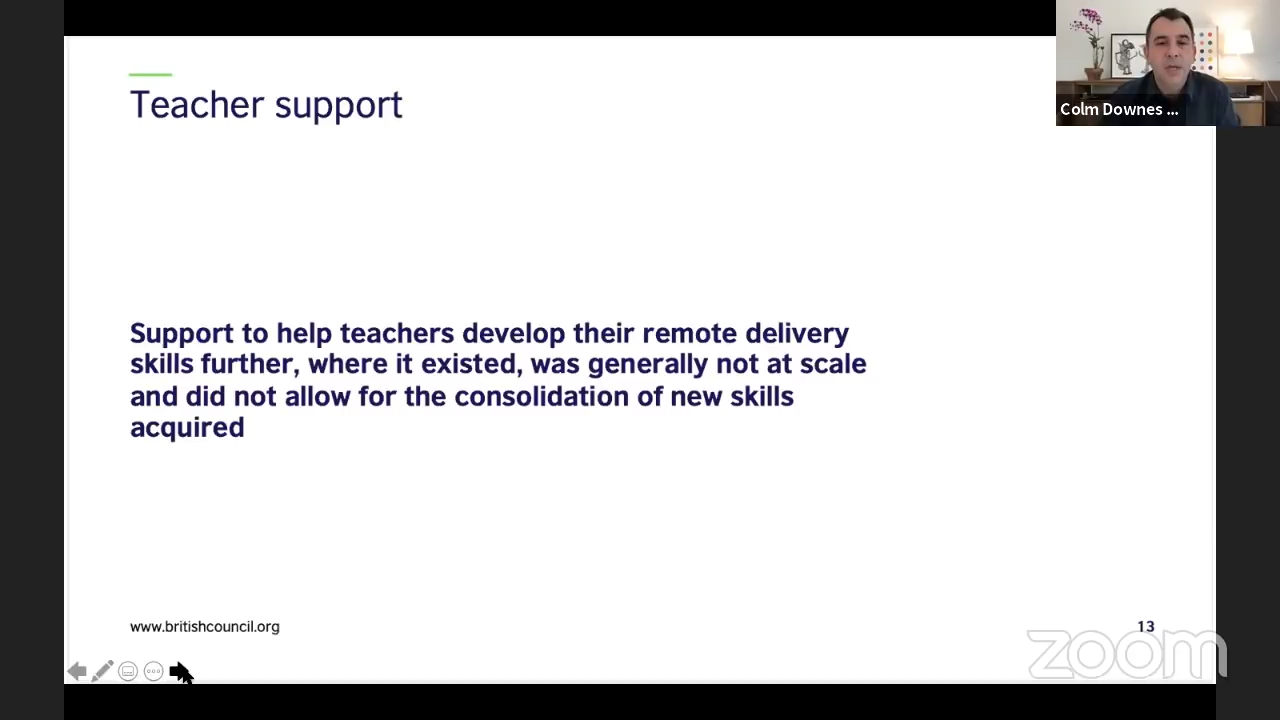 Teacher support
Colm Downes ...
Support to help teachers develop their remote delivery
skills further, where it existed, was generally not at scale
and did not allow for the consolidation of new skills
acquired
www.britishcouncil.org
13
zoom